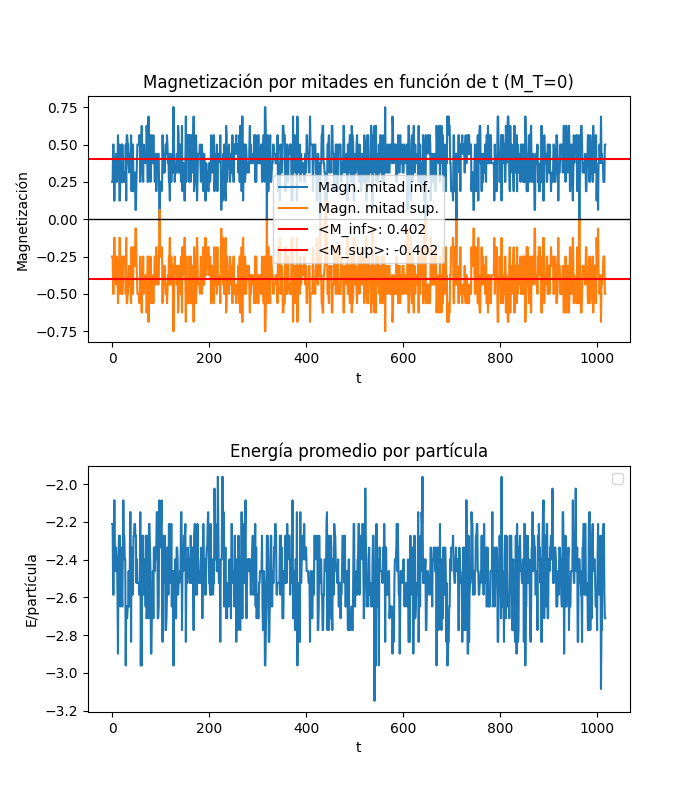 Magnetización por mitades en función de t (M_T=0)
0.75
0.50
0.25
0.00
−0.25
−0.50
−0.75
Magnetización
Magn. mitad inf.
Magn. mitad sup.
<M_inf>: 0.402
<M_sup>: -0.402
0 200 400 600 800 1000
t
Energía promedio por partícula
−2.0
−2.2
−2.4
−2.6
−2.8
−3.0
−3.2
E/partícula
0 200 400 600 800 1000
t